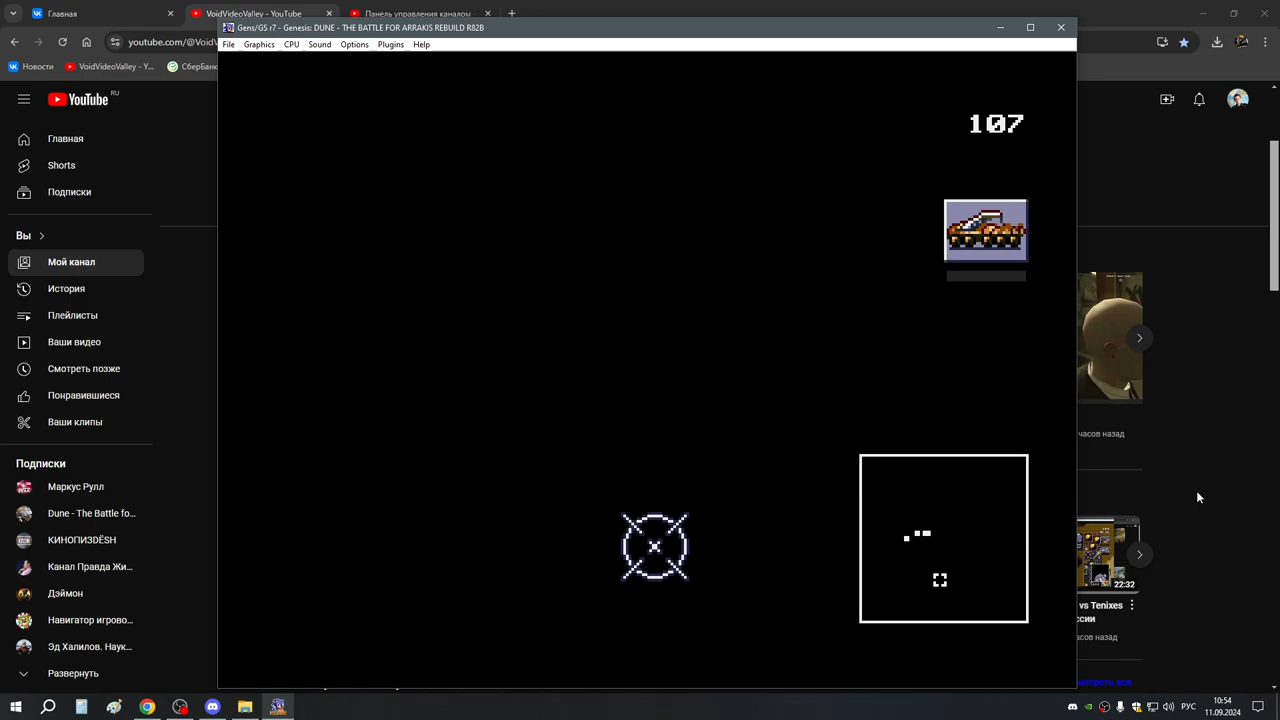 Главная
VoidVideoValley - YouTube
Панель управления каналом
Gens/GS r7 - Genesis: DUNE - THE BATTLE FOR ARRAKIS REBUILD R82B
youtube.com/@VoidV
File Graphics CPU Sound Options Plugins Help
Новости
VoidVideoValley - Y...
СберБанк
YouTube
RU
107
Главная
Shorts
Подписки
Вы
Мой канал
История
Плейлисты
Ваши видео
Смотреть позже
Понравившиеся
Ваши клипы
Подписки
Маркус Рулл
Dune - The Battle fo...
КИНОПИЗDËSH
Канал Правда Жи...
Дэймон
Навигатор игрово...
Эд Халилов. Наук...
Развернуть
часов назад
22:32
vs Tenixes
сии
часов назад
РУС
10:54
11.09.2024